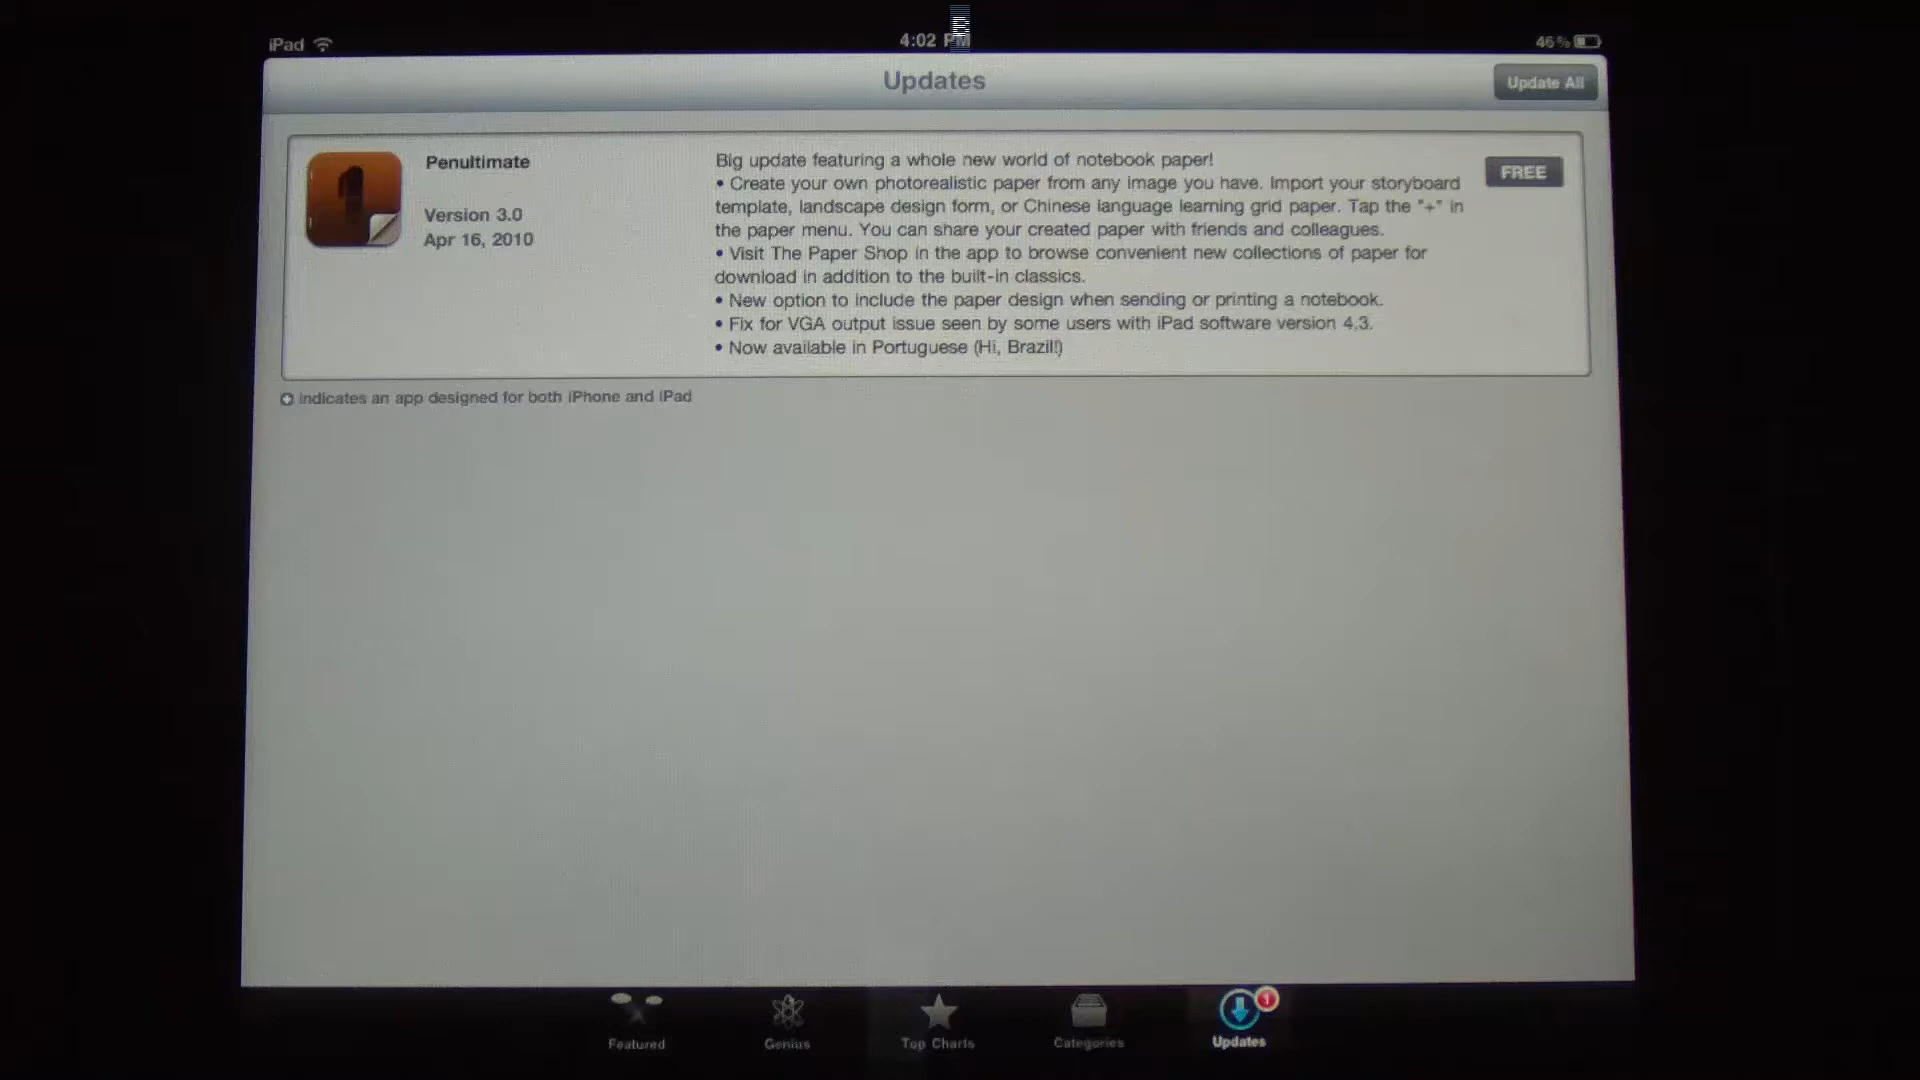 iPad
4:02 PM
46%
Updates
Update All
Penultimate
Version 3.0
Apr 16, 2010
Big update featuring a whole new world of notebook paper!
• Create your own photorealistic paper from any image you have. Import your storyboard
template, landscape design form, or Chinese language learning grid paper. Tap the "+" in
the paper menu. You can share your created paper with friends and colleagues.
• Visit The Paper Shop in the app to browse convenient new collections of paper for
download in addition to the built-in classics.
• New option to include the paper design when sending or printing a notebook.
• Fix for VGA output issue seen by some users with iPad software version 4.3.
• Now available in Portuguese (Hi, Brazil!)
FREE
indicates an app designed for both iPhone and iPad
Featured
Genius
Top Charts
Categories
1
Updates